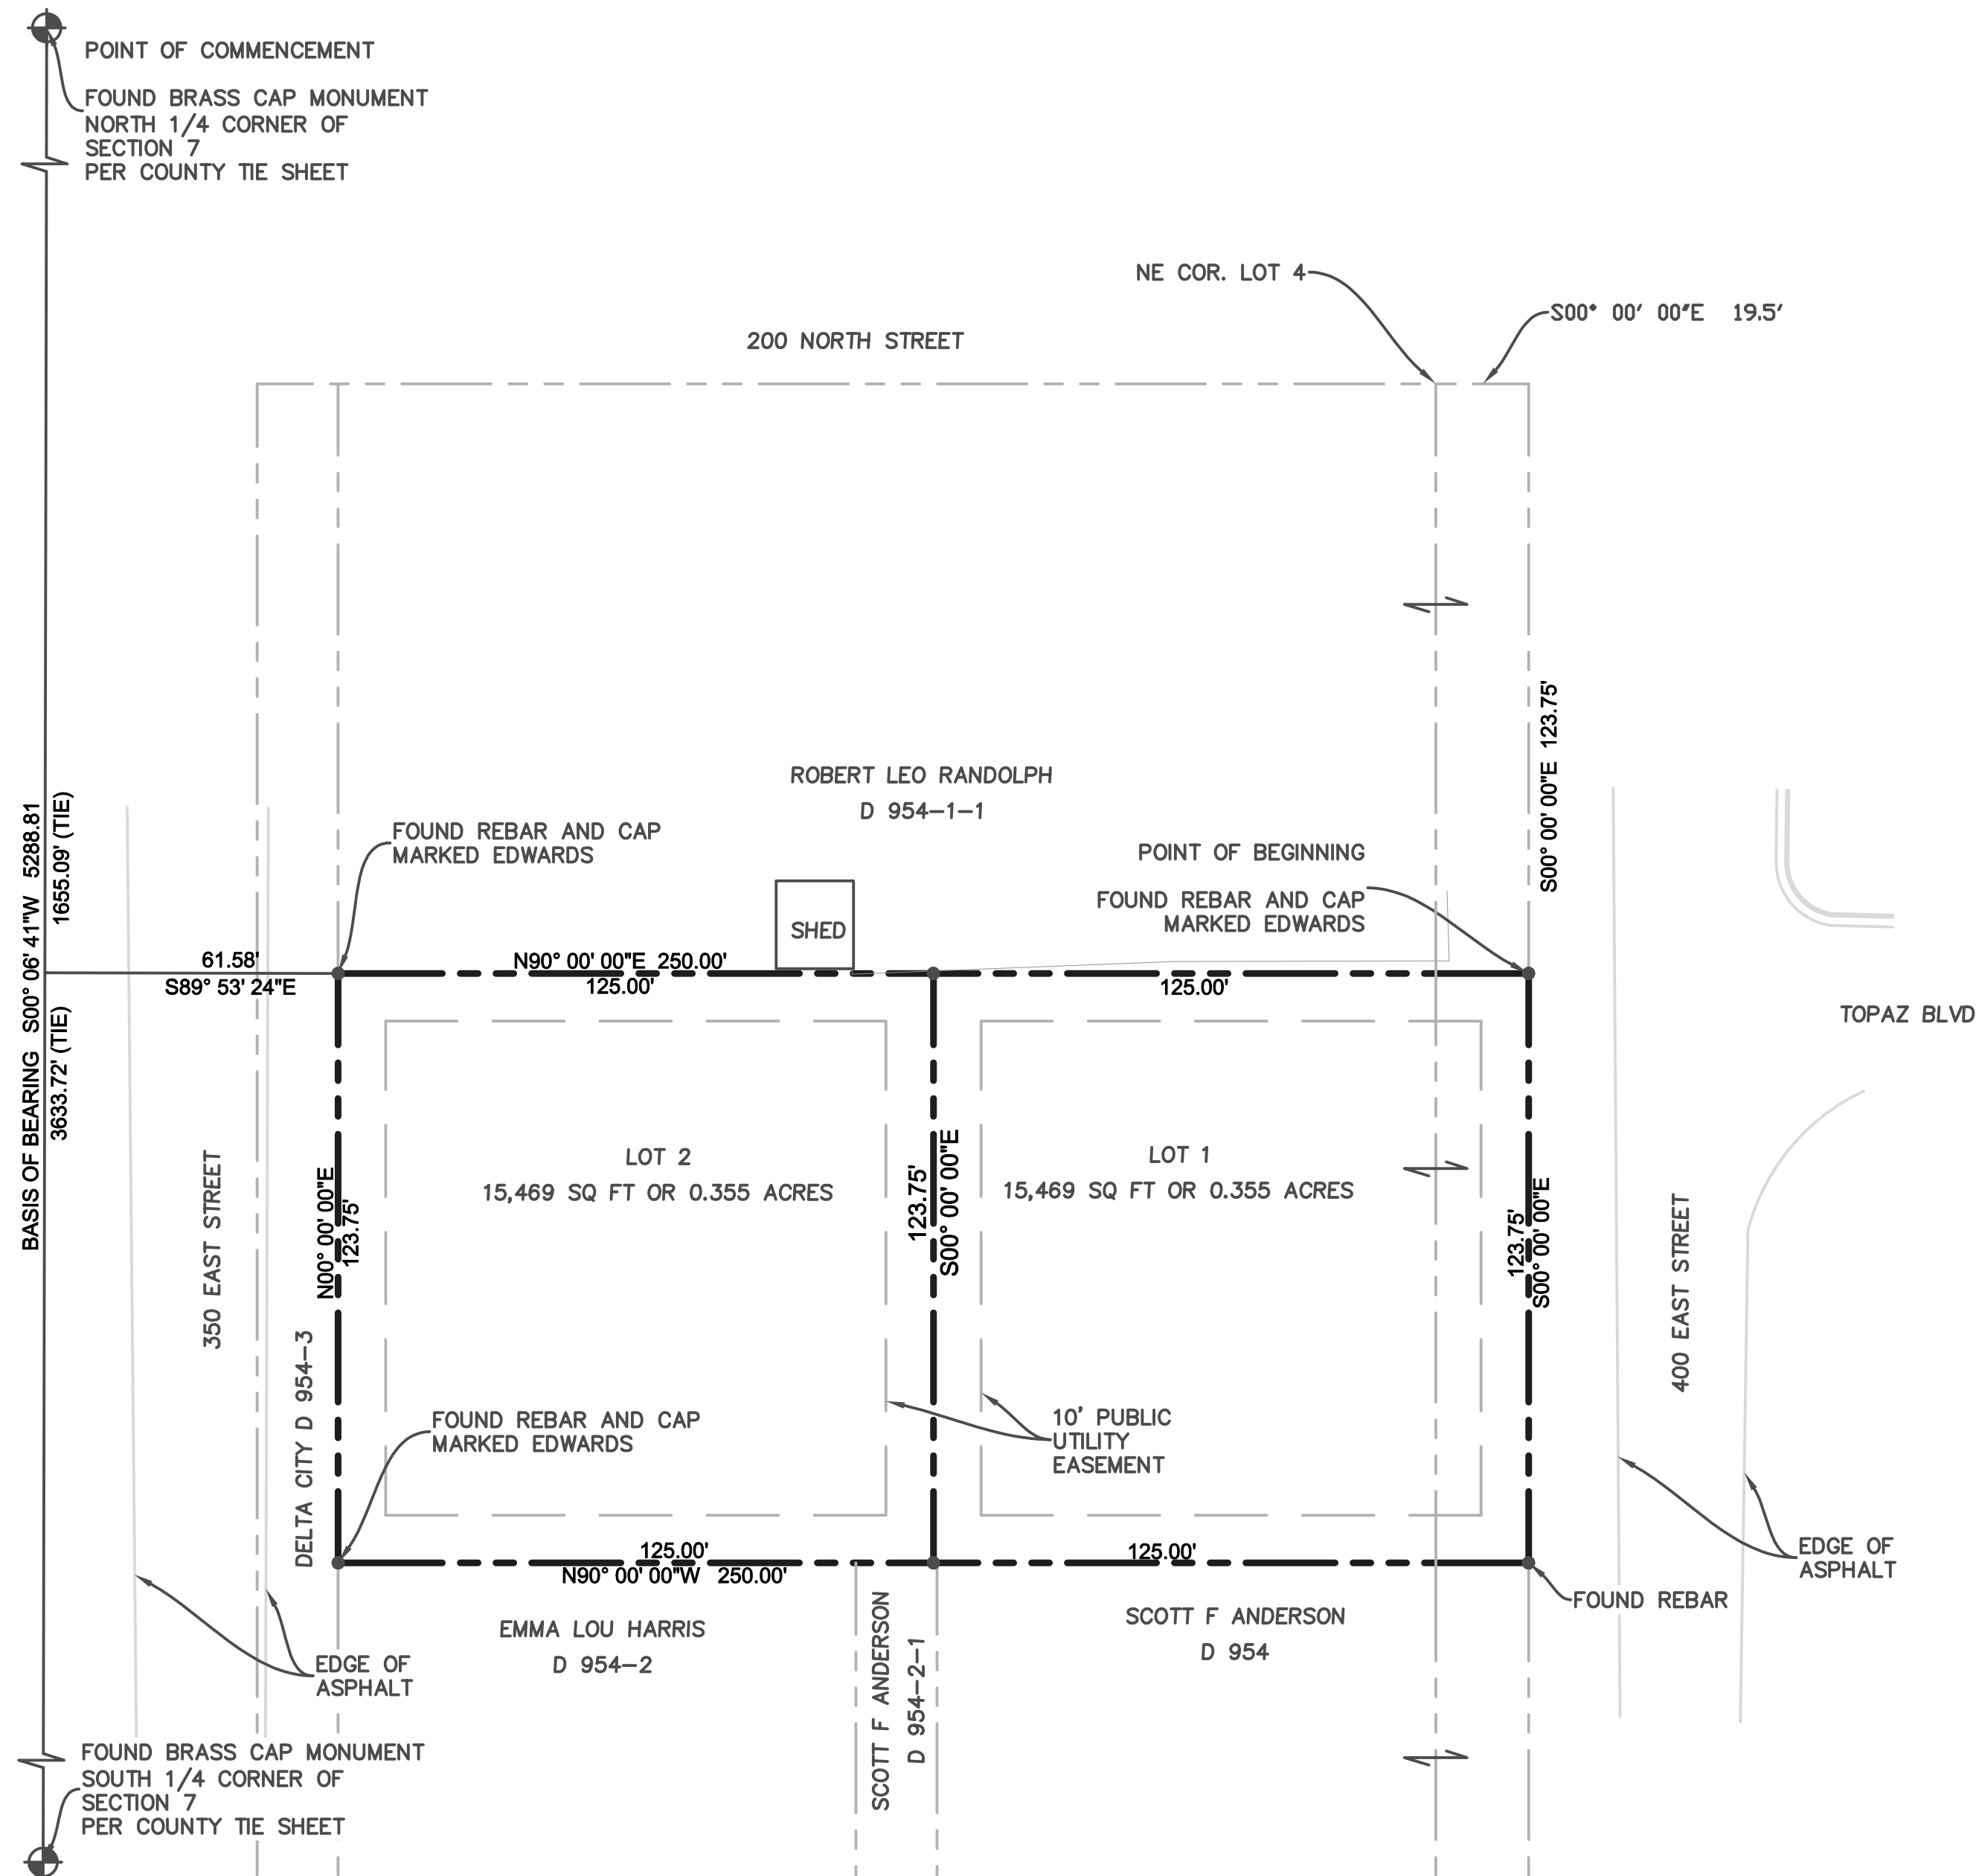 POINT OF COMMENCEMENT
FOUND BRASS CAP MONUMENT
NORTH 1/4 CORNER OF
SECTION 7
PER COUNTY TIE SHEET
NE COR. LOT 4
S00° 00' 00"E 19.5'
200 NORTH STREET
S00° 00' 00"E 123.75'
ROBERT LEO RANDOLPH
D 954-1-1
FOUND REBAR AND CAP
MARKED EDWARDS
POINT OF BEGINNING
FOUND REBAR AND CAP
MARKED EDWARDS
SHED
BASIS OF BEARING S00° 06' 41"W 5288.81
1655.09' (TIE)
3633.72' (TIE)
61.58'
S89° 53' 24"E
N90° 00' 00"E 250.00'
125.00'
125.00'
TOPAZ BLVD
350 EAST STREET
DELTA CITY D 954-3
N00° 00' 00"E
123.75'
LOT 2
15,469 SQ FT OR 0.355 ACRES
123.75'
S00° 00' 00"E
LOT 1
15,469 SQ FT OR 0.355 ACRES
123.75'
S00° 00' 00"E
400 EAST STREET
FOUND REBAR AND CAP
MARKED EDWARDS
10' PUBLIC
UTILITY
EASEMENT
125.00'
N90° 00' 00"W 250.00'
125.00'
EDGE OF
ASPHALT
FOUND REBAR
EMMA LOU HARRIS
D 954-2
SCOTT F ANDERSON
D 954-2-1
SCOTT F ANDERSON
D 954
EDGE OF
ASPHALT
FOUND BRASS CAP MONUMENT
SOUTH 1/4 CORNER OF
SECTION 7
PER COUNTY TIE SHEET